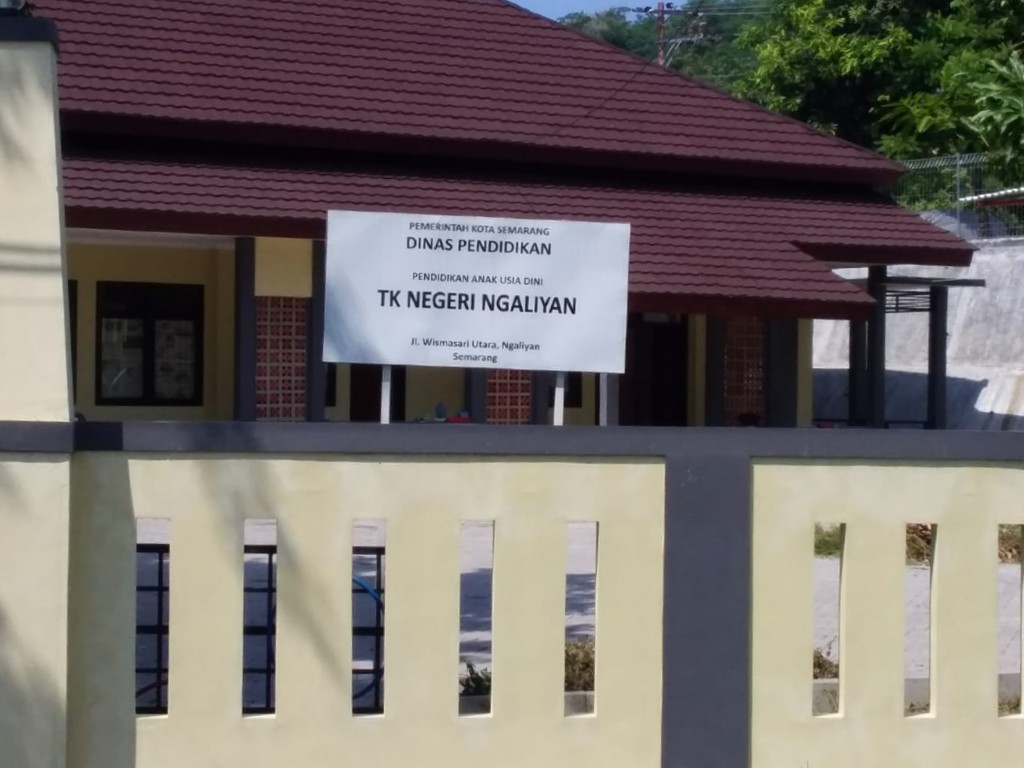 PEMERINTAH KOTA SEMARANG
DINAS PENDIDIKAN
PENDIDIKAN ANAK USIA DINI
TK NEGERI NGALIYAN
Jl. Wismasari Utara, Ngaliyan
Semarang